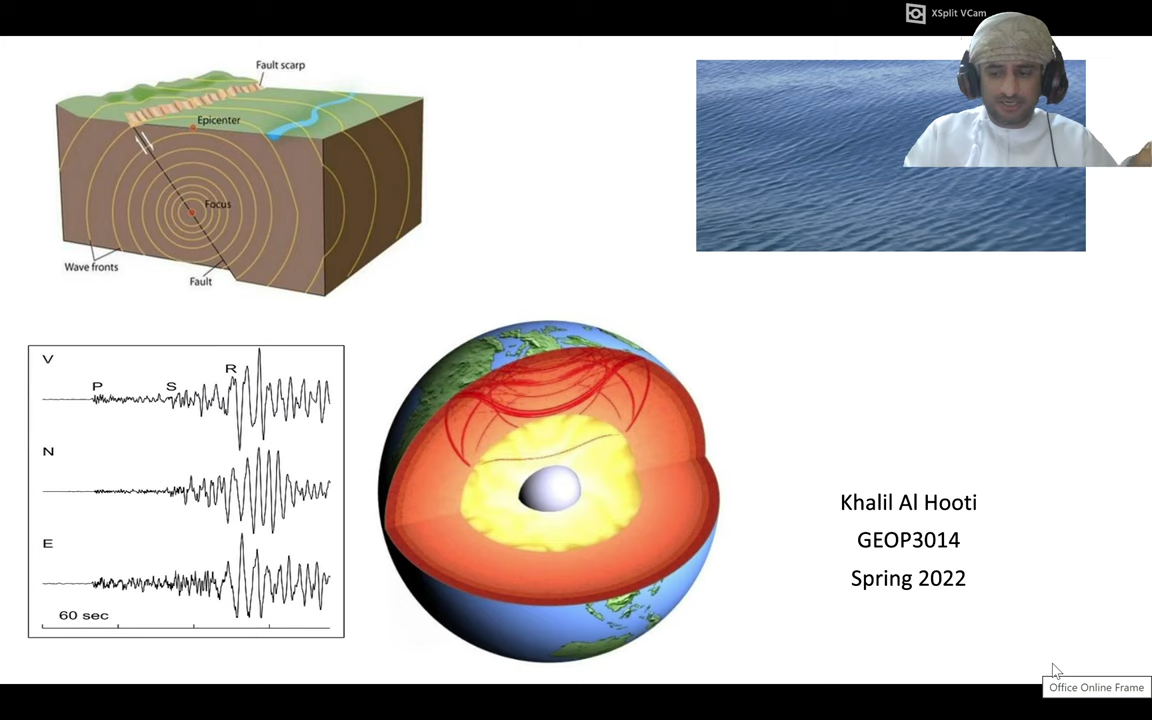 XSplit VCam
Fault scarp
Epicenter
Focus
Wave fronts
Fault
V
P
S
R
N
E
60 sec
Khalil Al Hooti
GEOP3014
Spring 2022
Office Online Frame